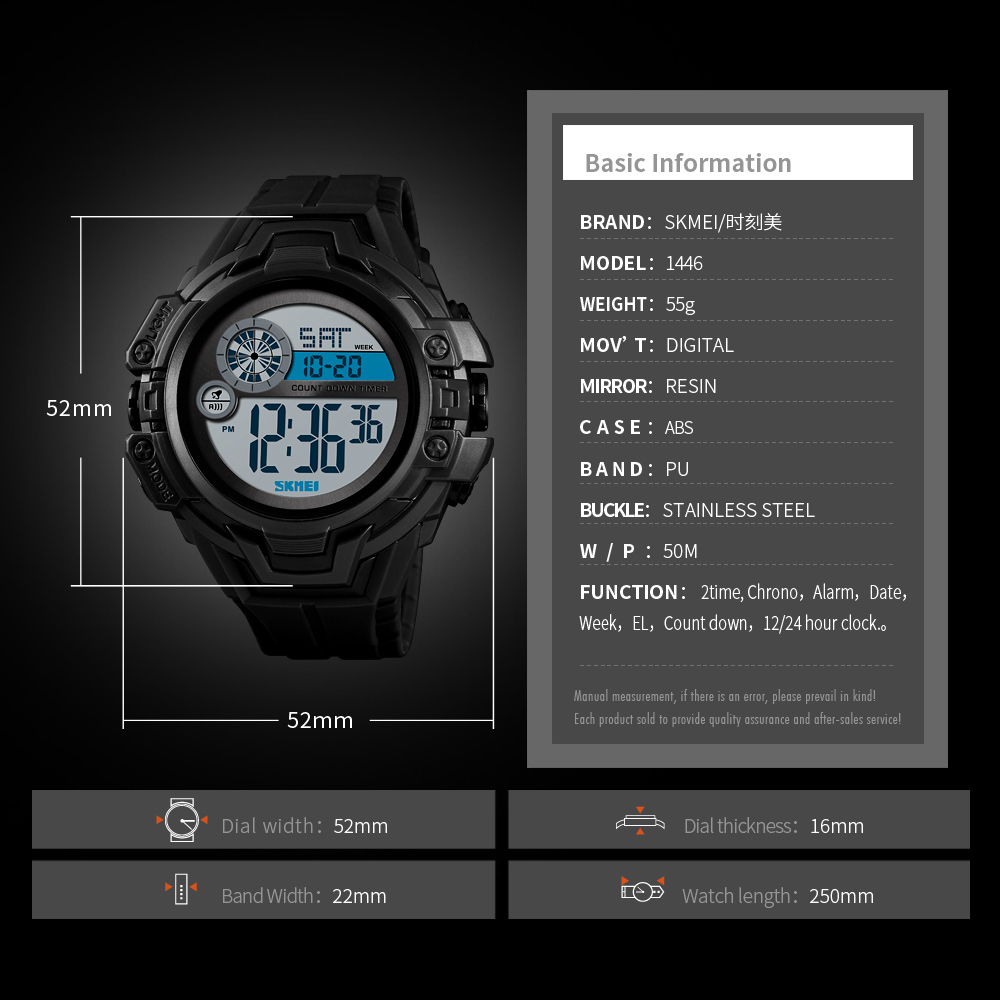 Basic Information
BRAND： SKMEI/时刻美
MODEL： 1446
WEIGHT： 55g
MOV’ T： DIGITAL
MIRROR： RESIN
CASE： ABS
BAND： PU
BUCKLE： STAINLESS STEEL
W / P ： 50M
FUNCTION： 2time, Chrono，Alarm，Date，
Week，EL，Count down，12/24 hour clock.。
Manual measurement, if there is an error, please prevail in kind!
Each product sold to provide quality assurance and after-sales service!
LIGHT
SAT
WEEK
10-20
COUNT DOWN TIMER
A)))
PM
12:36 36
SKMEI
MODE
52mm
52mm
Dial width： 52mm
Dial thickness： 16mm
Band Width： 22mm
Watch length： 250mm